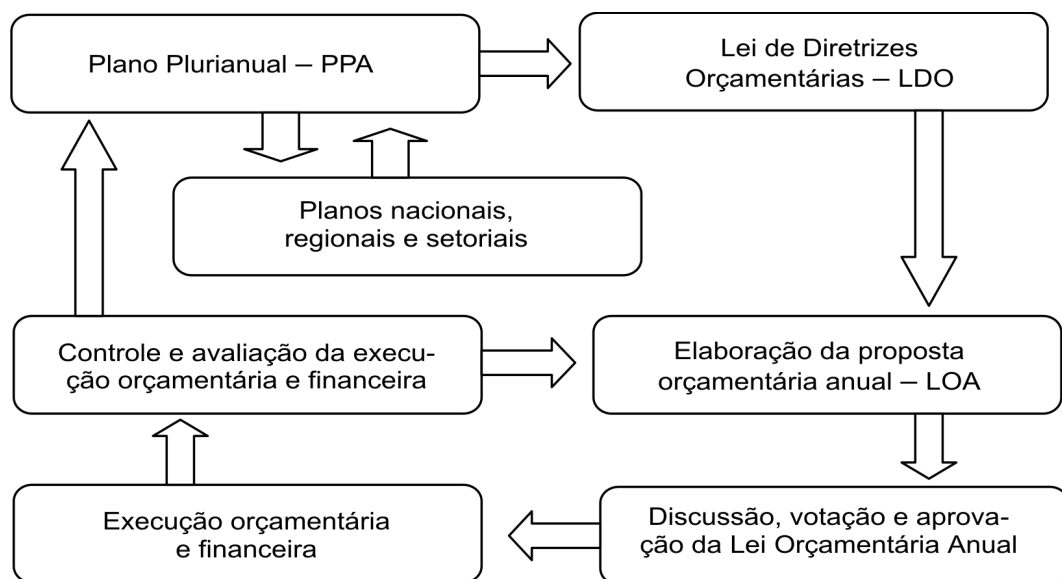 Plano Plurianual – PPA
Lei de Diretrizes
Orçamentárias – LDO
Planos nacionais,
regionais e setoriais
Controle e avaliação da execu-
ção orçamentária e financeira
Elaboração da proposta
orçamentária anual – LOA
Execução orçamentária
e financeira
Discussão, votação e aprova-
ção da Lei Orçamentária Anual